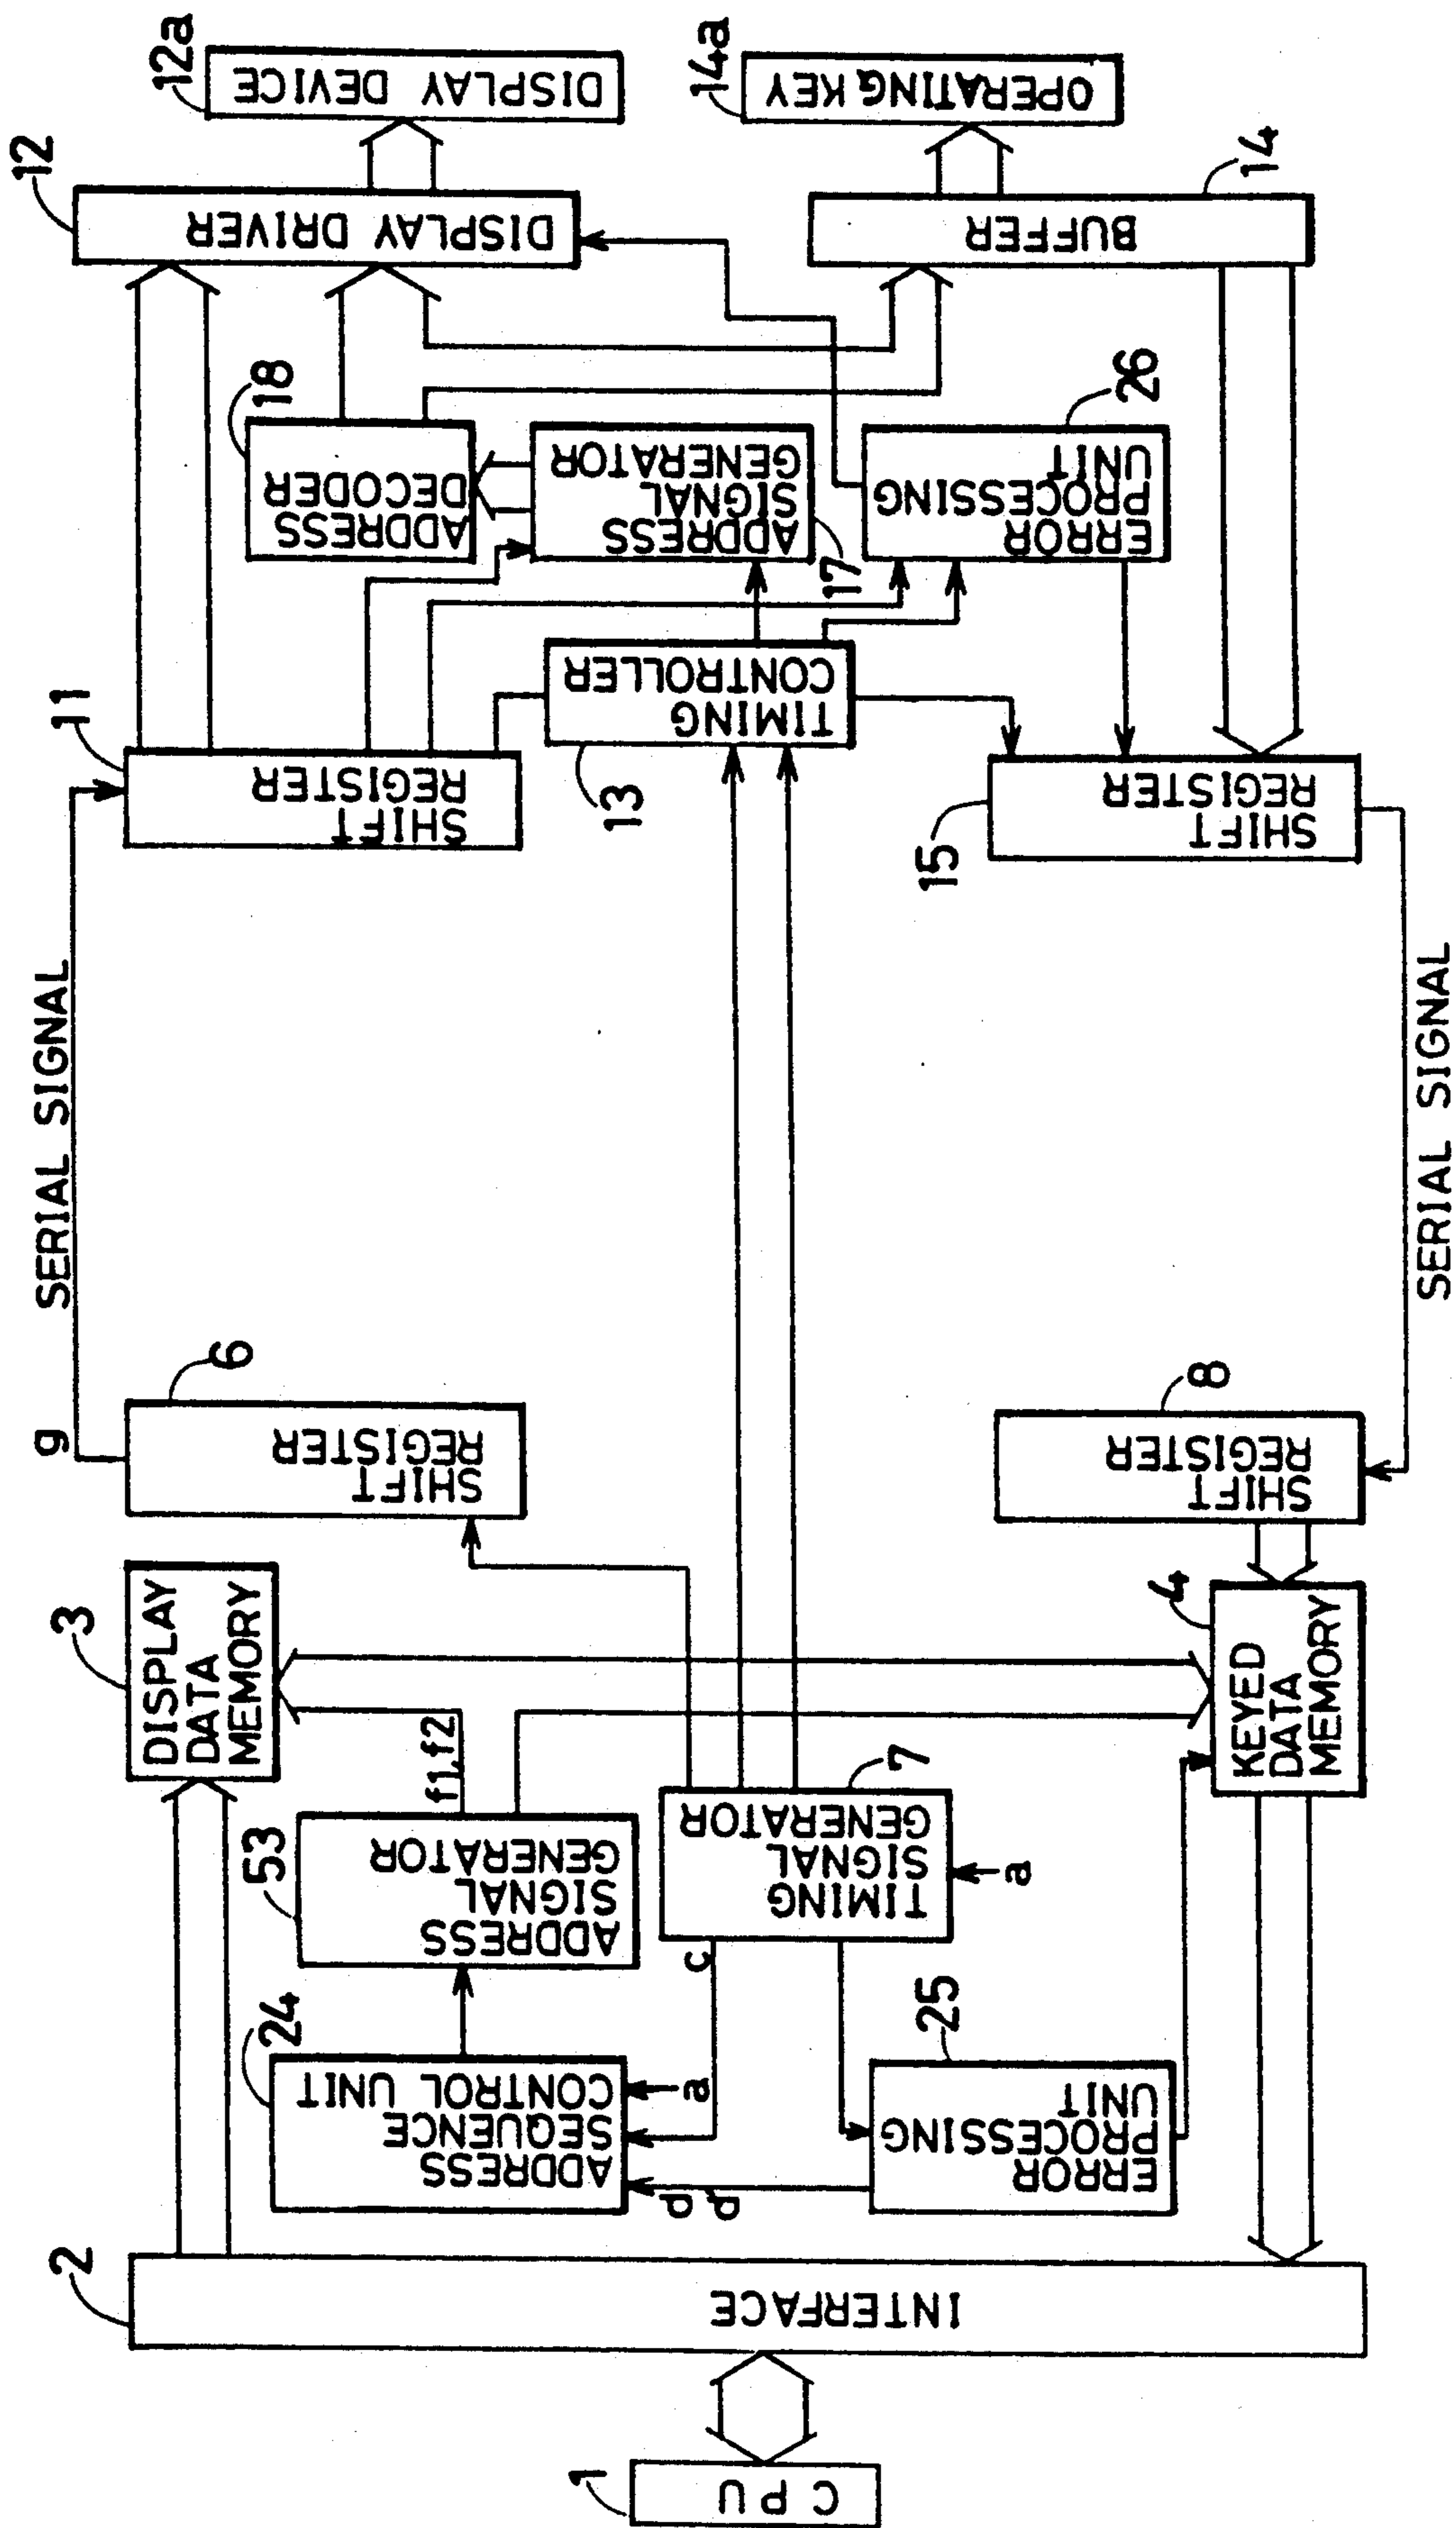 1
CPU
2
INTERFACE
24
ADDRESS
SEQUENCE
CONTROL UNIT
a
c
d
d
25
ERROR
PROCESSING
UNIT
53
ADDRESS
SIGNAL
GENERATOR
f1,f2
7
TIMING
SIGNAL
GENERATOR
a
3
DISPLAY
DATA
MEMORY
4
KEYED
DATA
MEMORY
6
SHIFT
REGISTER
g
SERIAL SIGNAL
8
SHIFT
REGISTER
SERIAL SIGNAL
11
SHIFT
REGISTER
13
TIMING
CONTROLLER
15
SHIFT
REGISTER
18
ADDRESS
DECODER
17
ADDRESS
SIGNAL
GENERATOR
26
ERROR
PROCESSING
UNIT
12
DISPLAY DRIVER
14
BUFFER
12a
DISPLAY DEVICE
14a
OPERATING KEY